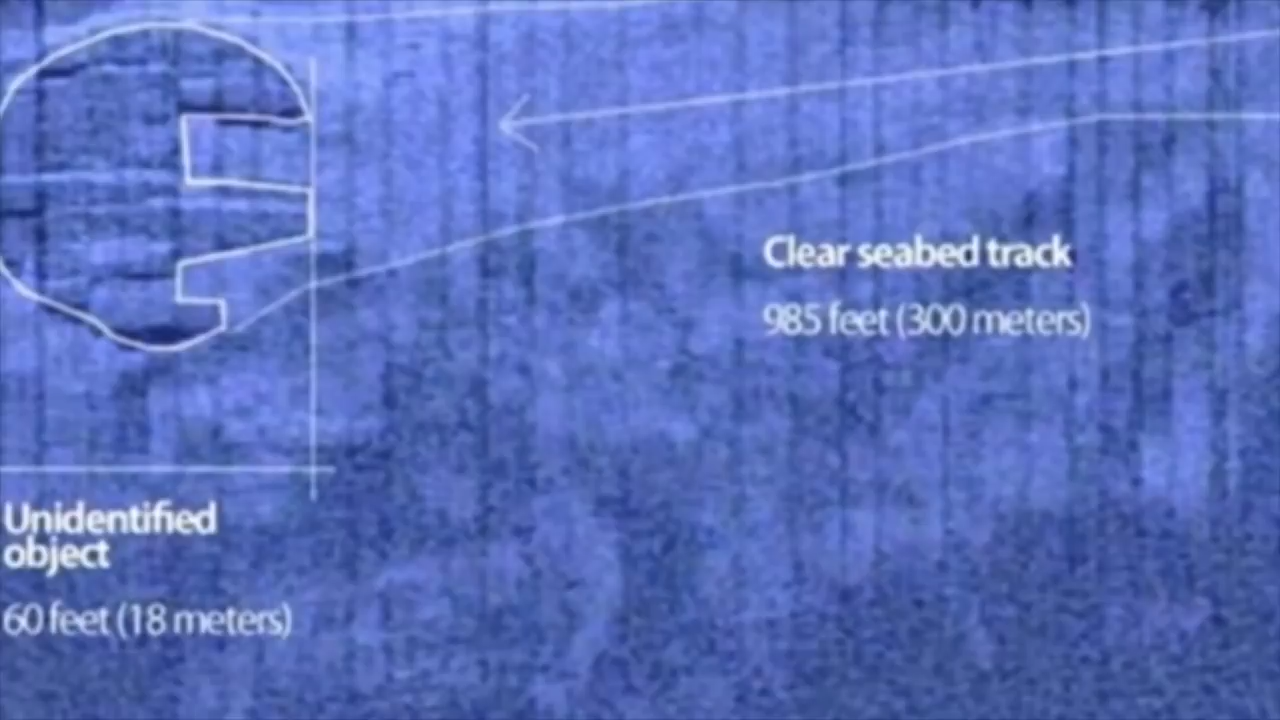 Clear seabed track
985 feet (300 meters)
Unidentified
object
60 feet (18 meters)